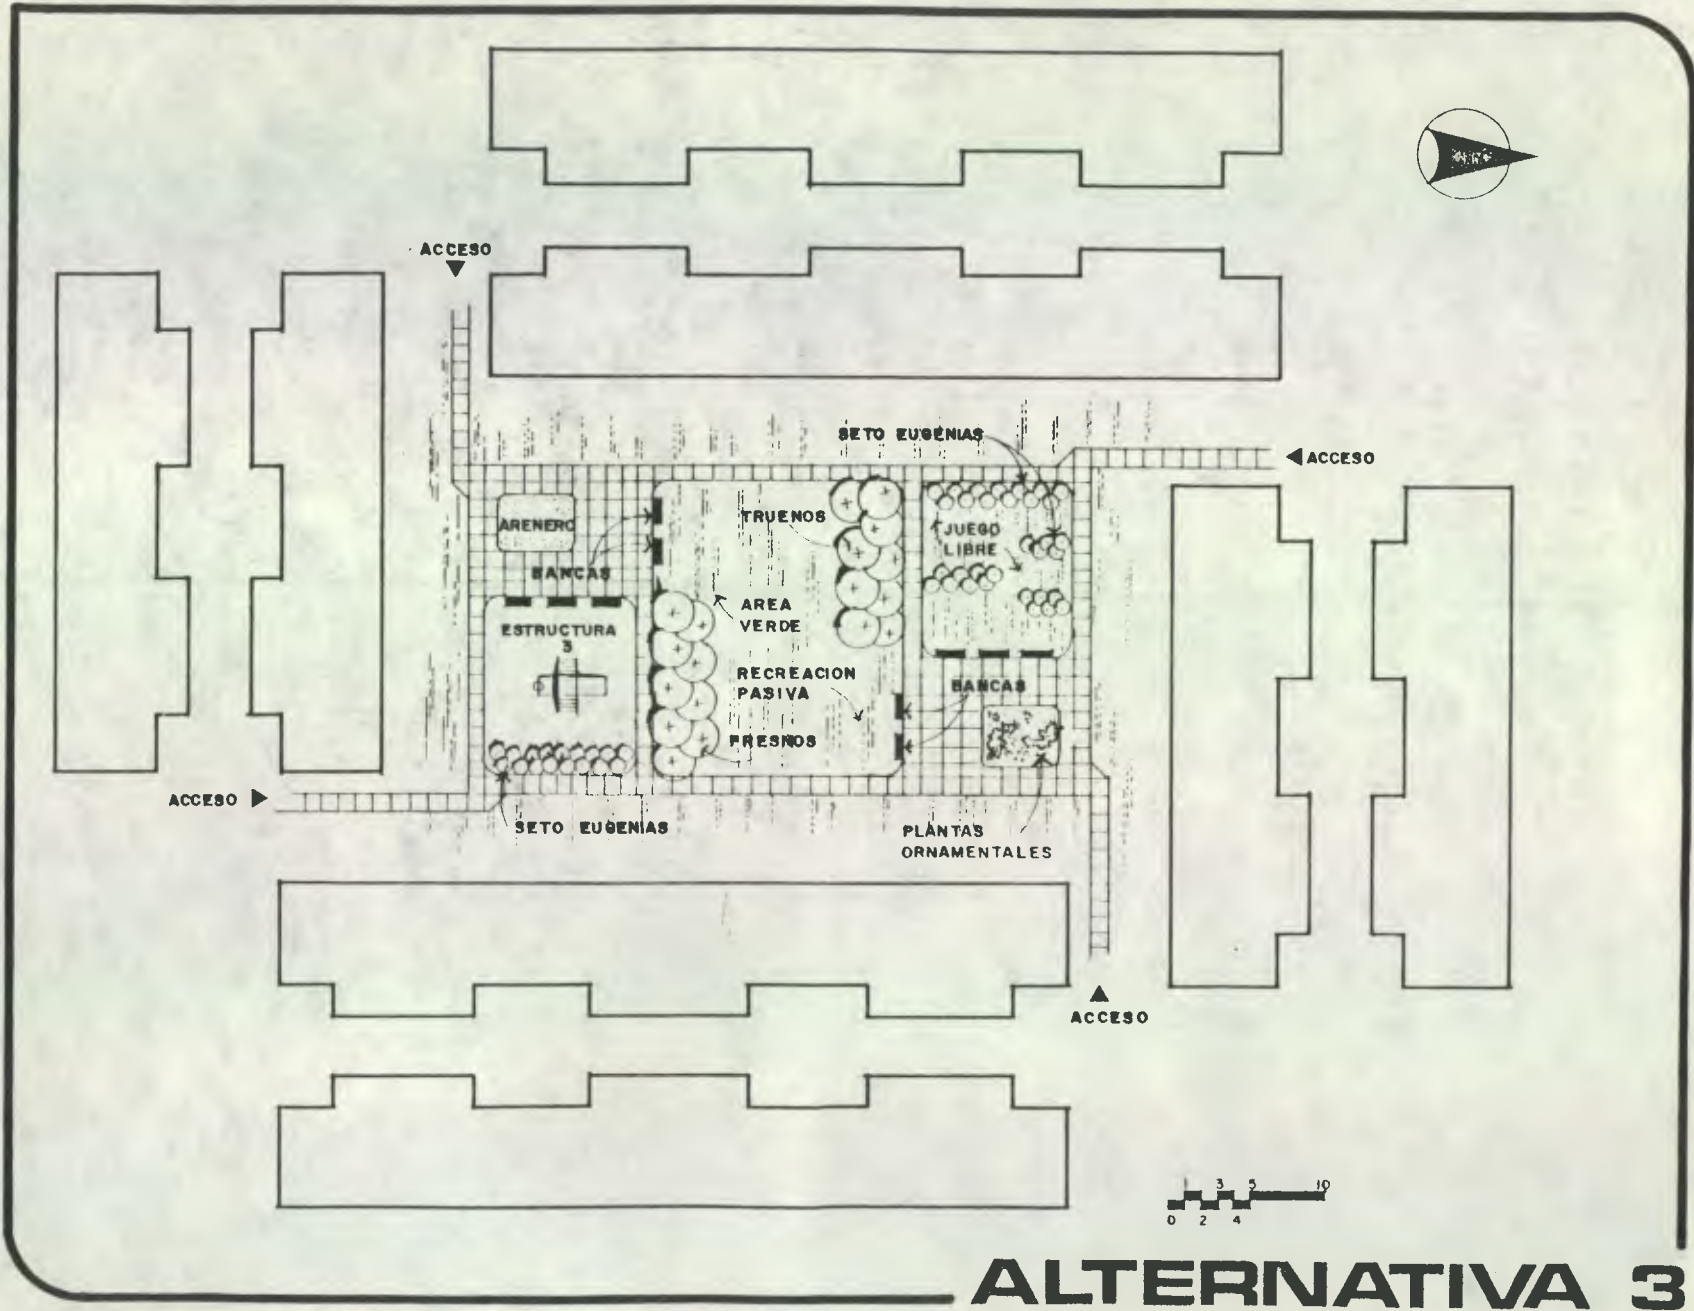 ACCESO
SETO EUGENIAS
ACCESO
ARENERO
TRUENOS
JUEGO
LIBRE
BANCAS
AREA
VERDE
ESTRUCTURA
3
RECREACION
PASIVA
BANCAS
FRESNOS
ACCESO
SETO EUGENIAS
PLANTAS
ORNAMENTALES
ACCESO
1 3 5 10
0 2 4
ALTERNATIVA 3